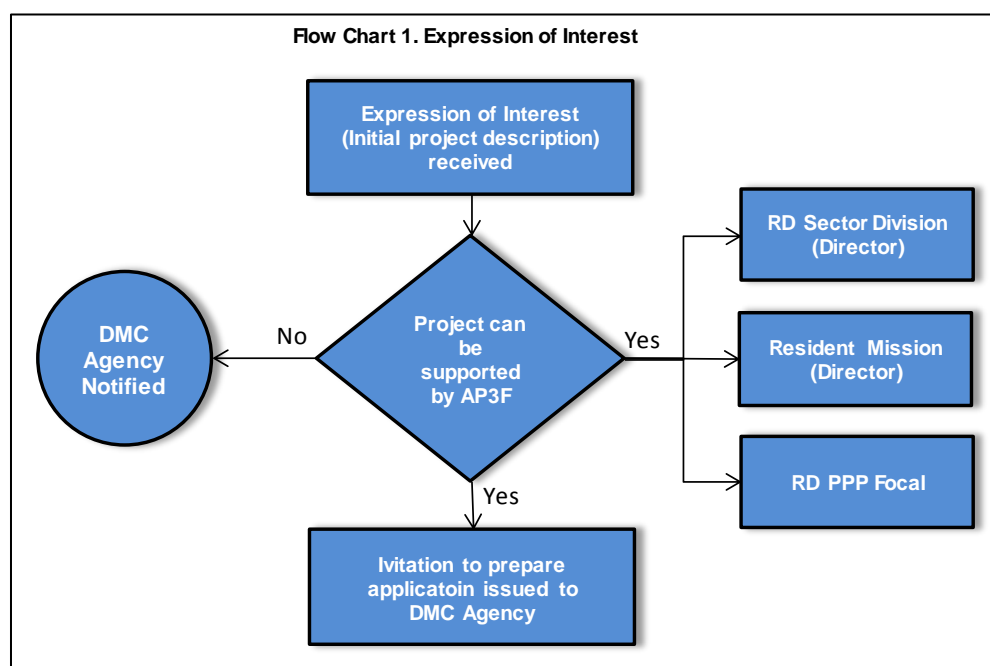 Flow Chart 1. Expression of Interest
Expression of Interest
(Initial project description)
received
RD Sector Division
(Director)
DMC
Agency
Notified
No
Project can
be
supported
by AP3F
Yes
Resident Mission
(Director)
Yes
RD PPP Focal
Ivitation to prepare
applicatoin issued to
DMC Agency